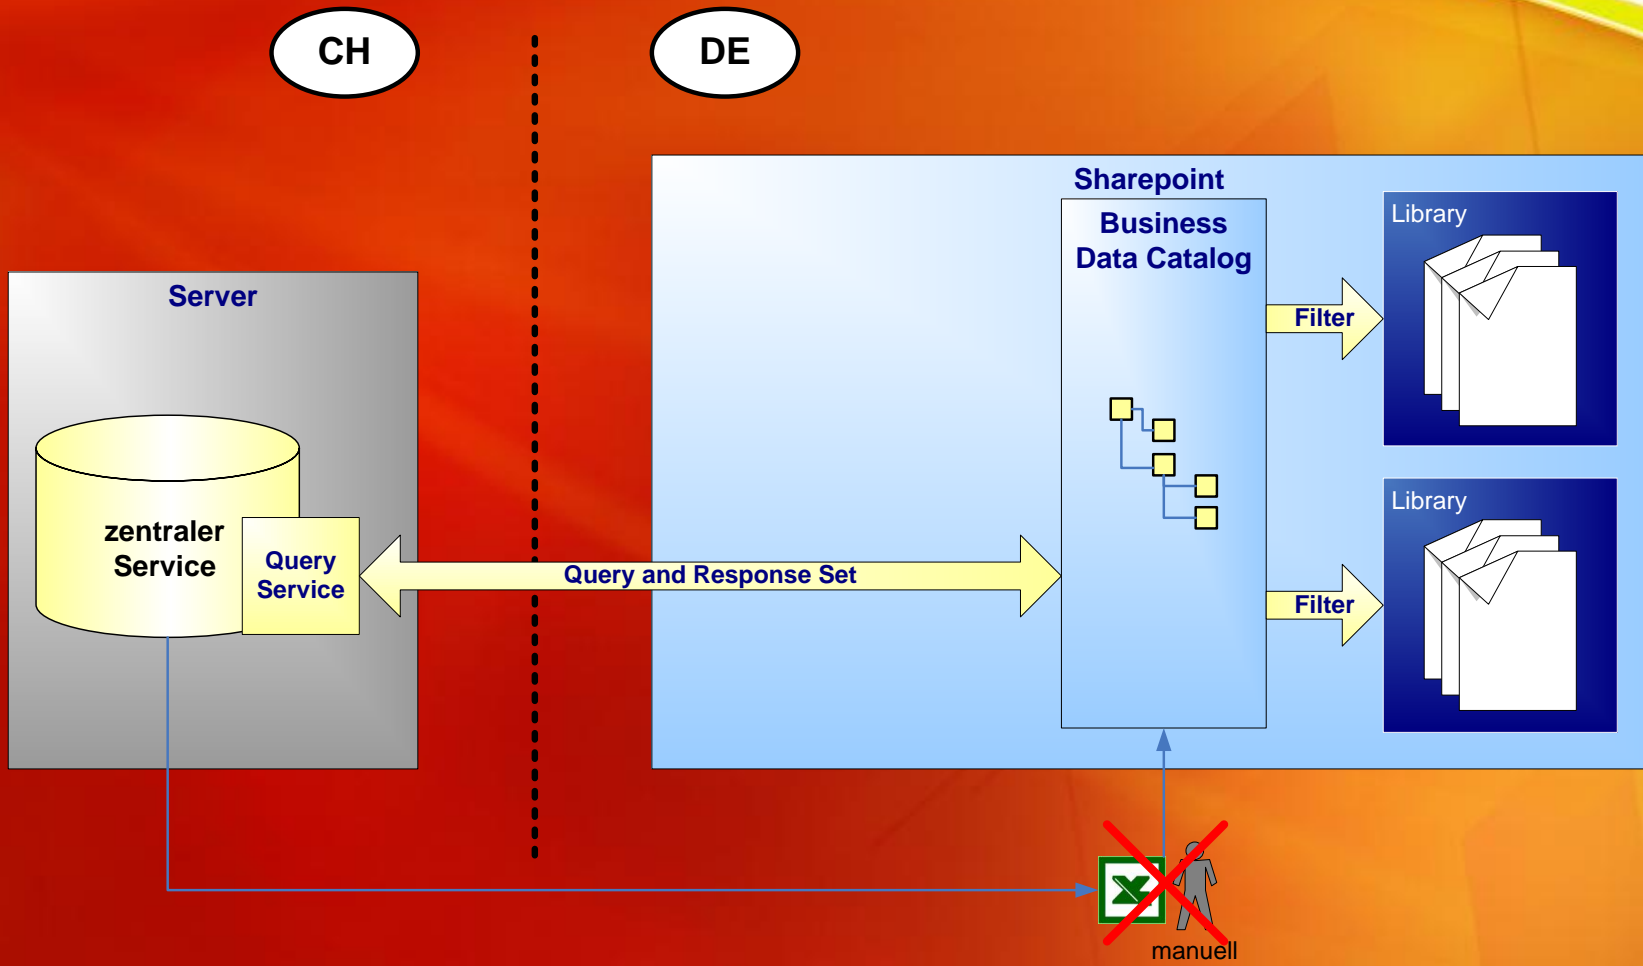 CH
DE
Sharepoint
Business
Data Catalog
Library
Server
Filter
zentraler
Service
Query
Service
Query and Response Set
Library
Filter
manuell